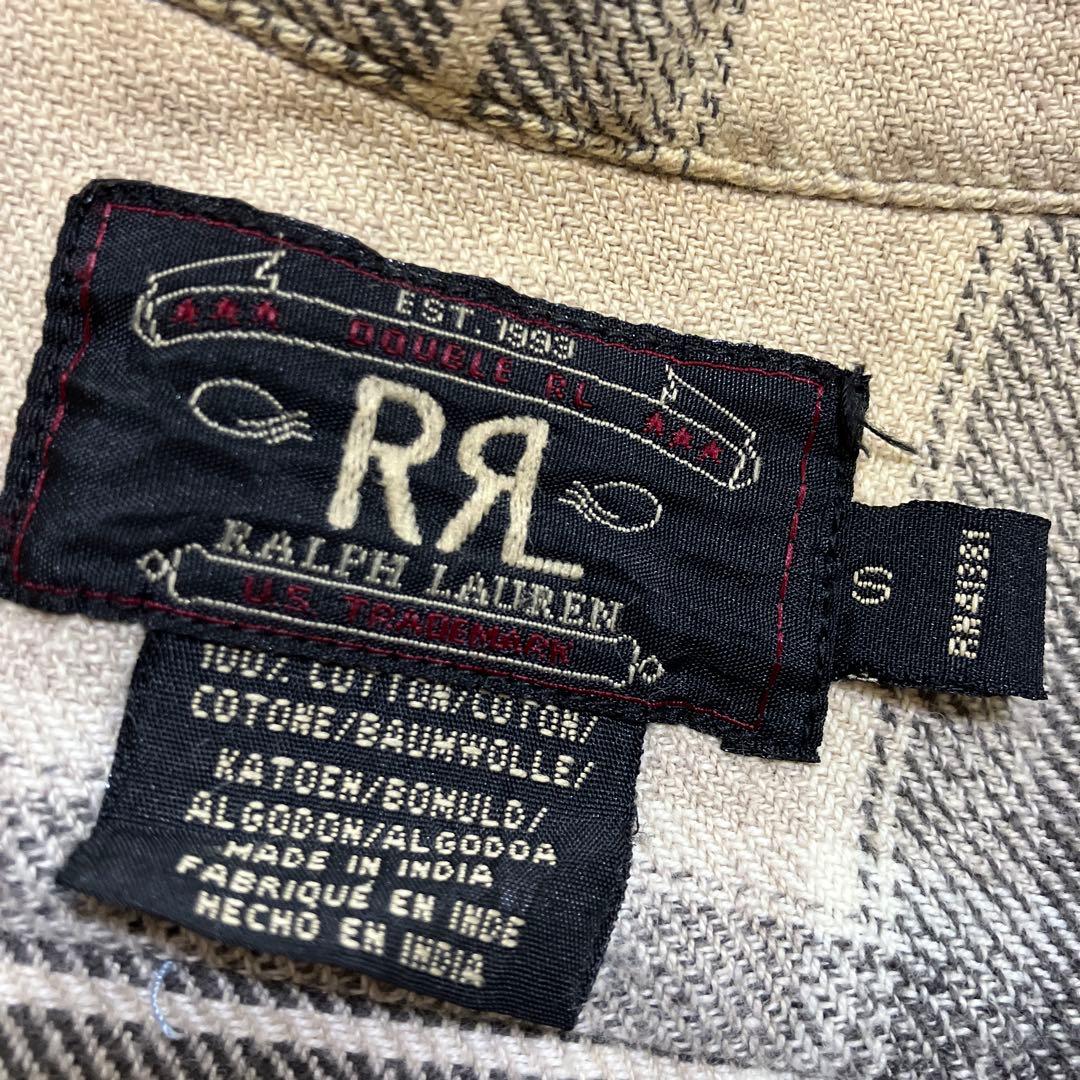 EST. 1993
DOUBLE RL
RRL
RALPH LAUREN
U.S. TRADEMARK
S
100% COTTON/COTON/
COTONE/BAUMWOLLE/
KATOEN/BOMULD/
ALGODON/ALGODOA
MADE IN INDIA
FABRIQUÉ EN INDE
HECHO EN INDIA